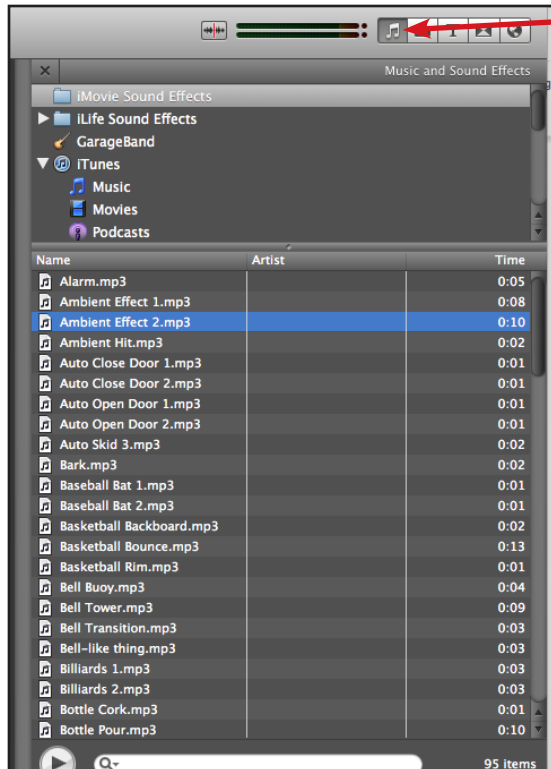 T
Music and Sound Effects
iMovie Sound Effects
iLife Sound Effects
GarageBand
iTunes
Music
Movies
Podcasts
Name Artist Time
Alarm.mp3 0:05
Ambient Effect 1.mp3 0:08
Ambient Effect 2.mp3 0:10
Ambient Hit.mp3 0:02
Auto Close Door 1.mp3 0:01
Auto Close Door 2.mp3 0:01
Auto Open Door 1.mp3 0:01
Auto Open Door 2.mp3 0:01
Auto Skid 3.mp3 0:02
Bark.mp3 0:02
Baseball Bat 1.mp3 0:01
Baseball Bat 2.mp3 0:01
Basketball Backboard.mp3 0:02
Basketball Bounce.mp3 0:13
Basketball Rim.mp3 0:01
Bell Buoy.mp3 0:04
Bell Tower.mp3 0:09
Bell Transition.mp3 0:03
Bell-like thing.mp3 0:03
Billiards 1.mp3 0:03
Billiards 2.mp3 0:03
Bottle Cork.mp3 0:01
Bottle Pour.mp3 0:10
95 items